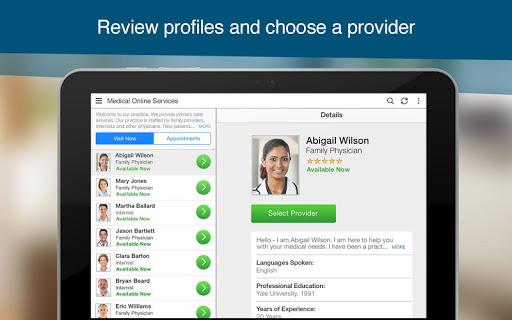 Review profiles and choose a provider
Medical Online Services
Welcome to our practice. We provide primary care
services. Our practice is staffed by family providers,
Internists and other physicians. New patients... MORE
Visit Now
Appointments
Abigail Wilson
Family Physician
Available Now
Mary Jones
Family Physician
Available Now
Martha Ballard
Internist
Available Now
Jason Bartlett
Family Physician
Available Now
Clara Barton
Internist
Available Now
Bryan Beard
Internist
Available Now
Eric Williams
Family Physician
Details
Abigail Wilson
Family Physician
Available Now
Select Provider
Hello - I am Abigail Wilson. I am here to help you
with your medical needs. I have been a pract... MORE
Languages Spoken:
English
Professional Education:
Yale University, 1991
Years of Experience:
20 Years